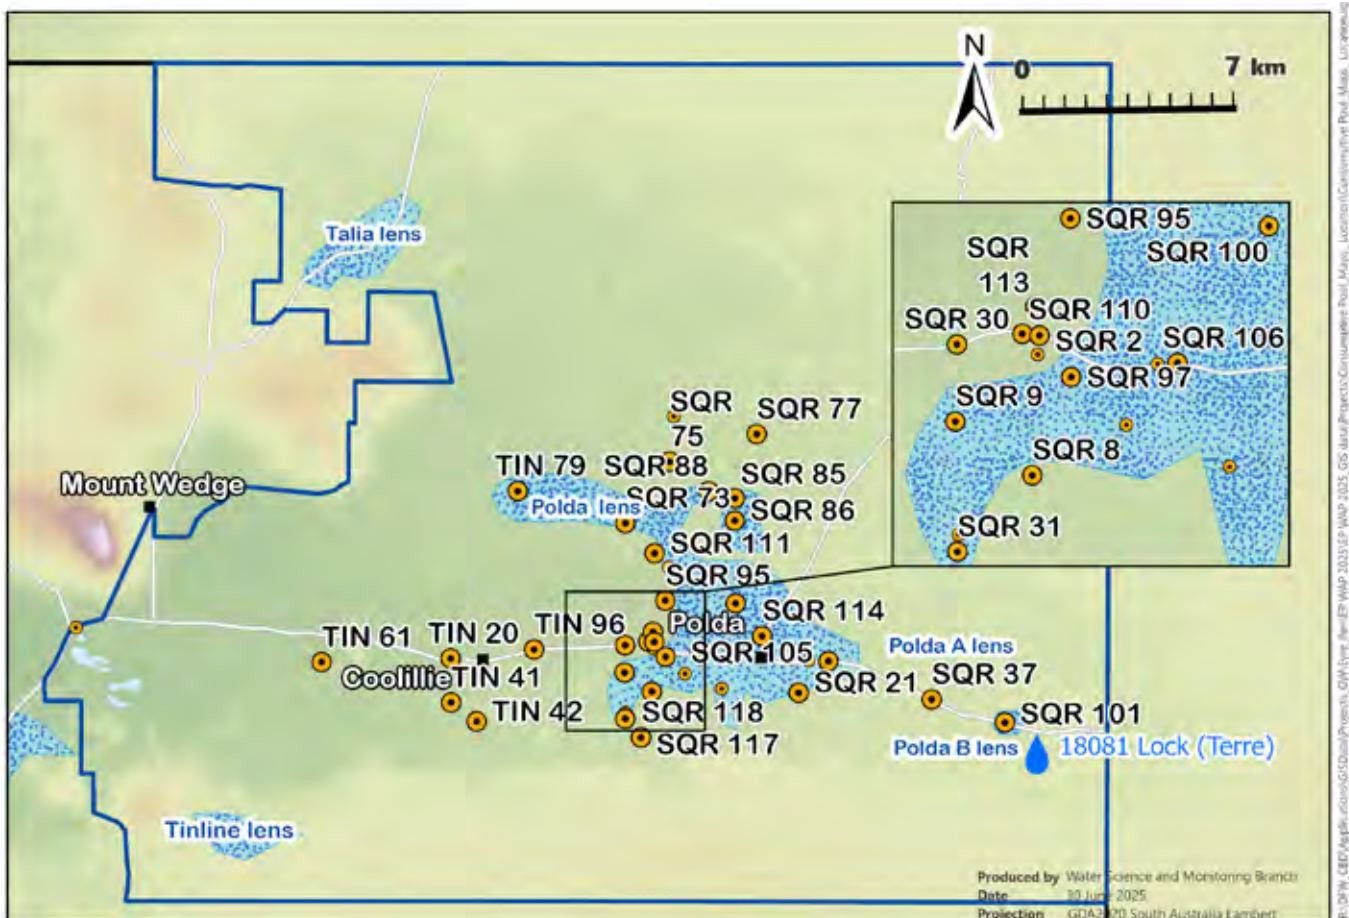 N
0
7 km
Talia lens
SQR 95
SQR 100
SQR
113
SQR 110
SQR 30
SQR 2
SQR 106
SQR 97
SQR 9
SQR 8
SQR 31
SQR
75
SQR 77
TIN 79
SQR 88
SQR 85
Mount Wedge
Polda lens
SQR 73
SQR 86
SQR 111
SQR 95
SQR 114
TIN 61
TIN 20
TIN 96
Polda
SQR 105
Polda A lens
Coolillie
TIN 41
SQR 21
SQR 37
TIN 42
SQR 118
SQR 101
SQR 117
Polda B lens
18081 Lock (Terre)
Tinline lens
Produced by Water Science and Monitoring Branch
Date 30 June 2025
Projection GDA2020 South Australia Lambert